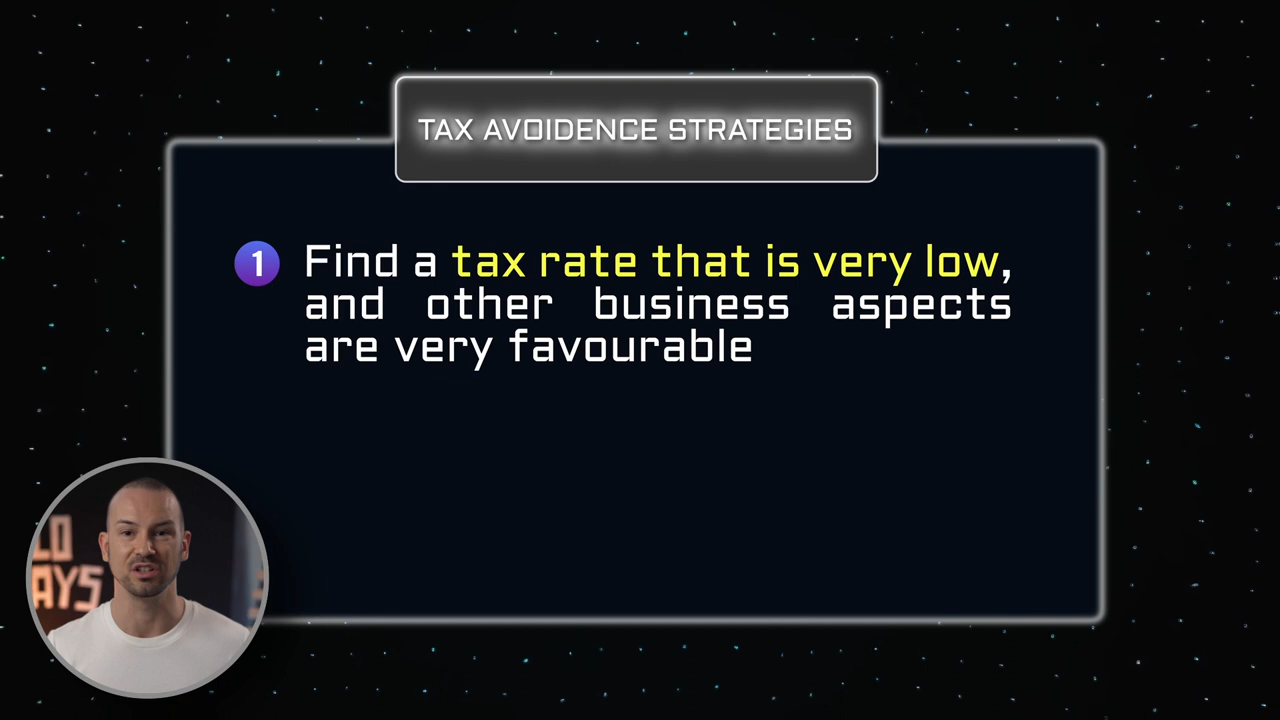 TAX AVOIDENCE STRATEGIES
1 Find a tax rate that is very low,
and other business aspects
are very favourable